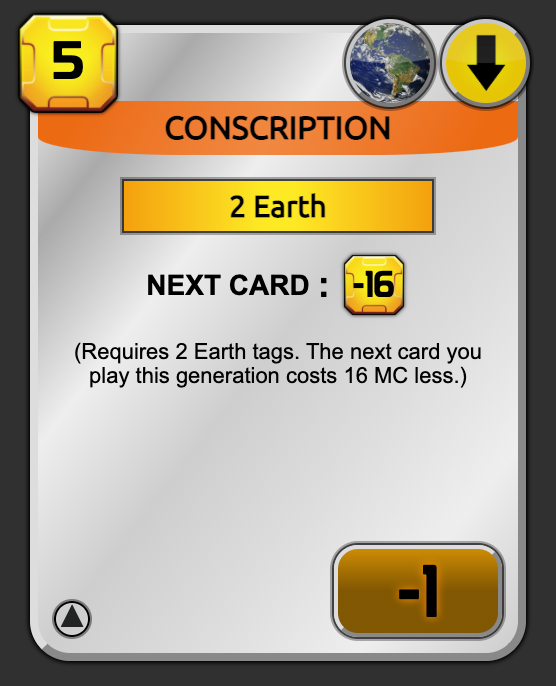 5
CONSCRIPTION
2 Earth
NEXT CARD : -16
(Requires 2 Earth tags. The next card you
play this generation costs 16 MC less.)
-1